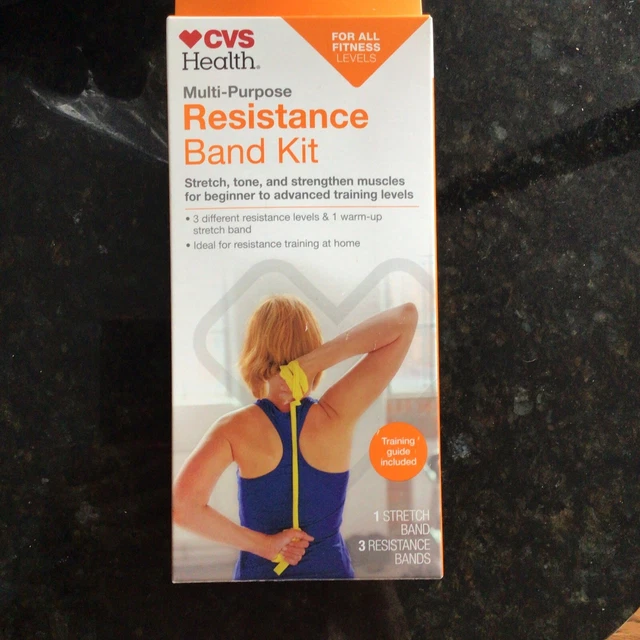 CVS
Health®
FOR ALL
FITNESS
LEVELS
Multi-Purpose
Resistance
Band Kit
Stretch, tone, and strengthen muscles
for beginner to advanced training levels
• 3 different resistance levels & 1 warm-up
stretch band
• Ideal for resistance training at home
Training
guide
included
1 STRETCH
BAND
3 RESISTANCE
BANDS